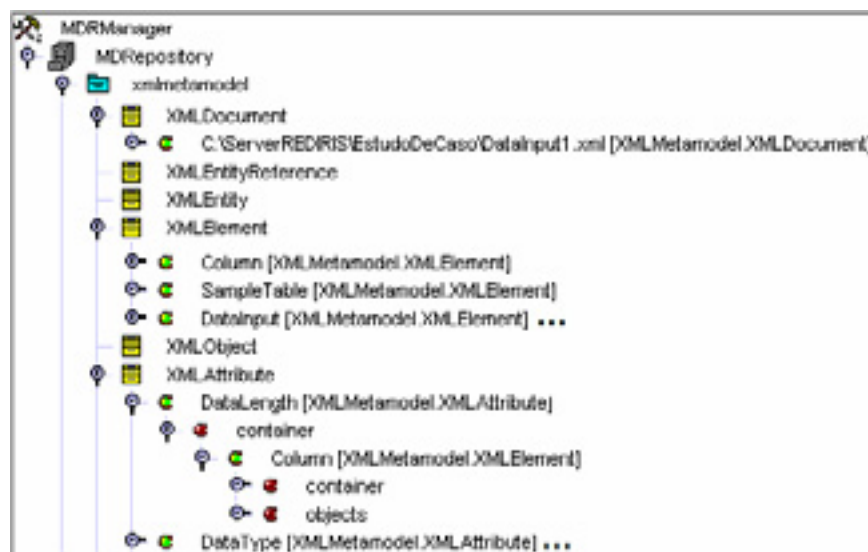 MDRManager
MDRepository
xmlmetamodel
XMLDocument
C:\ServerREDIRIS\EstudoDeCaso\DataInput1.xml [XMLMetamodel.XMLDocument]
XMLEntityReference
XMLEntity
XMLElement
Column [XMLMetamodel.XMLElement]
SampleTable [XMLMetamodel.XMLElement]
DataInput [XMLMetamodel.XMLElement] ...
XMLObject
XMLAttribute
DataLength [XMLMetamodel.XMLAttribute]
container
Column [XMLMetamodel.XMLElement]
container
objects
DataType [XMLMetamodel.XMLAttribute] ...